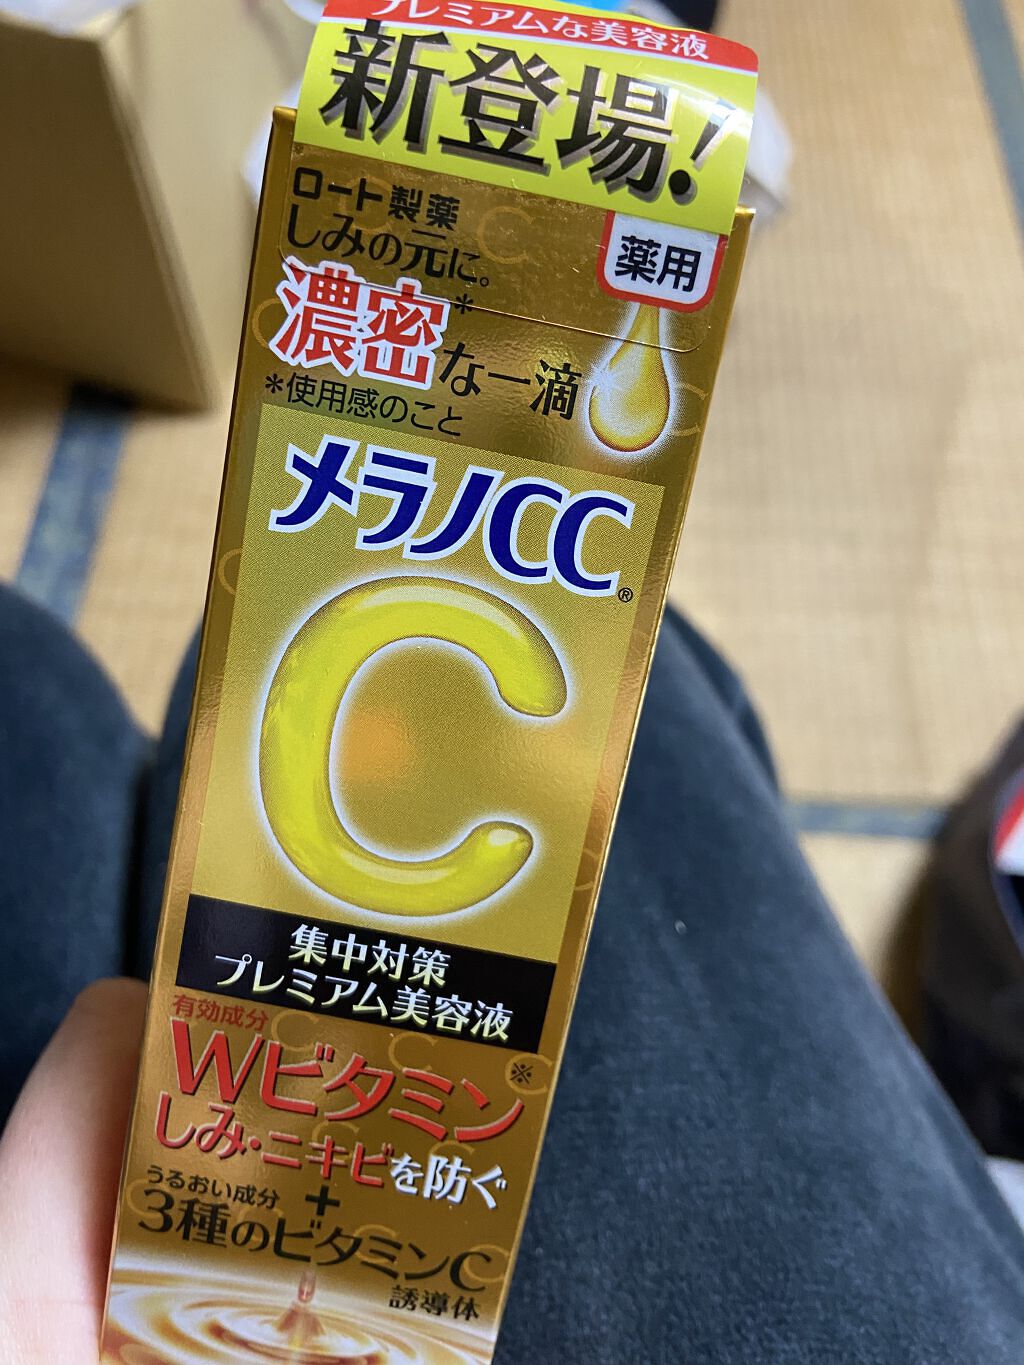 プレミアムな美容液
新登場!
ロート製薬
しみの元に。
薬用
濃密*な一滴
*使用感のこと
メラノCC®
C
集中対策
プレミアム美容液
有効成分
Wビタミン※
しみ・ニキビを防ぐ
+
うるおい成分
3種のビタミンC
誘導体